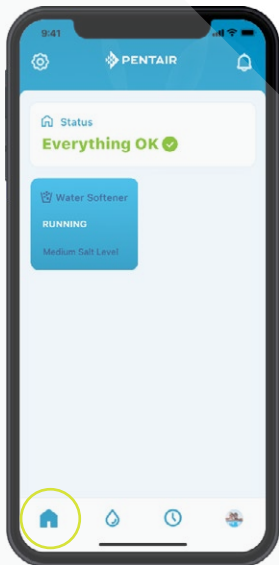 9:41
PENTAIR
Status
Everything OK
Water Softener
RUNNING
Medium Salt Level